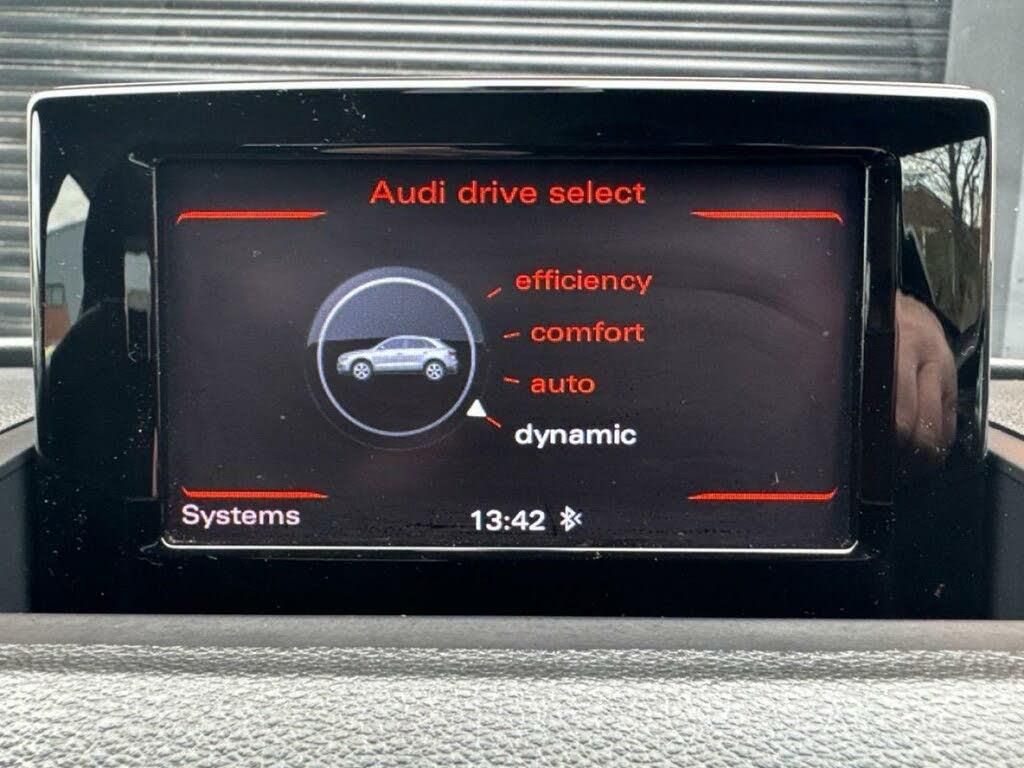 Audi drive select
efficiency
comfort
auto
dynamic
Systems 13:42